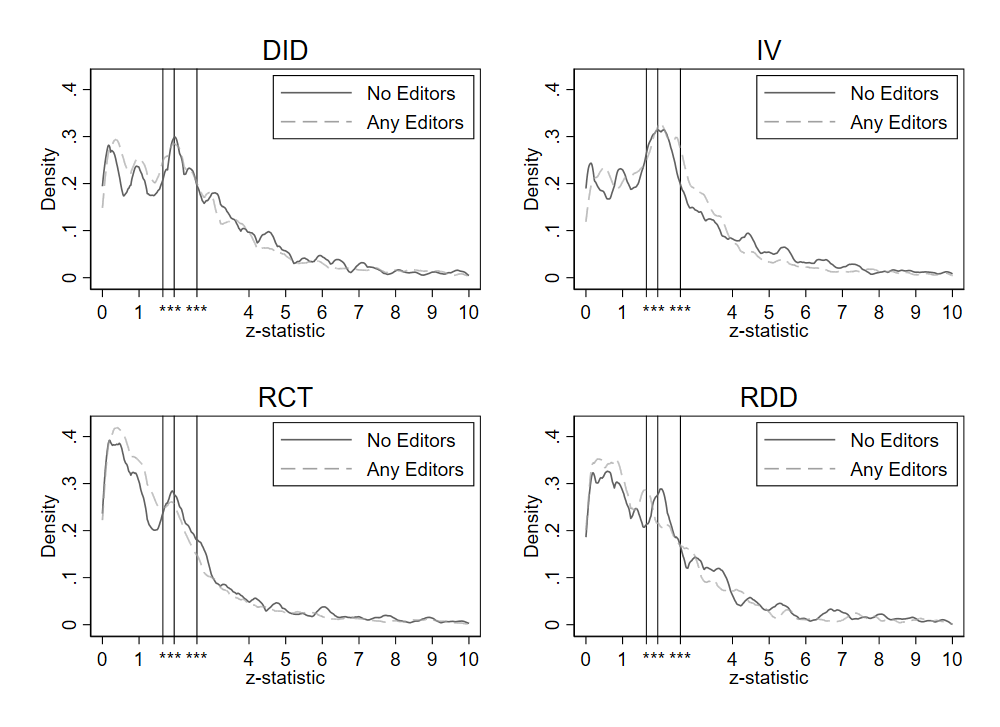 DID
No Editors
Any Editors
Density
0 .1 .2 .3 .4
0 1 *** *** 4 5 6 7 8 9 10
z-statistic
IV
No Editors
Any Editors
Density
0 .1 .2 .3 .4
0 1 *** *** 4 5 6 7 8 9 10
z-statistic
RCT
No Editors
Any Editors
Density
0 .1 .2 .3 .4
0 1 *** *** 4 5 6 7 8 9 10
z-statistic
RDD
No Editors
Any Editors
Density
0 .1 .2 .3 .4
0 1 *** *** 4 5 6 7 8 9 10
z-statistic